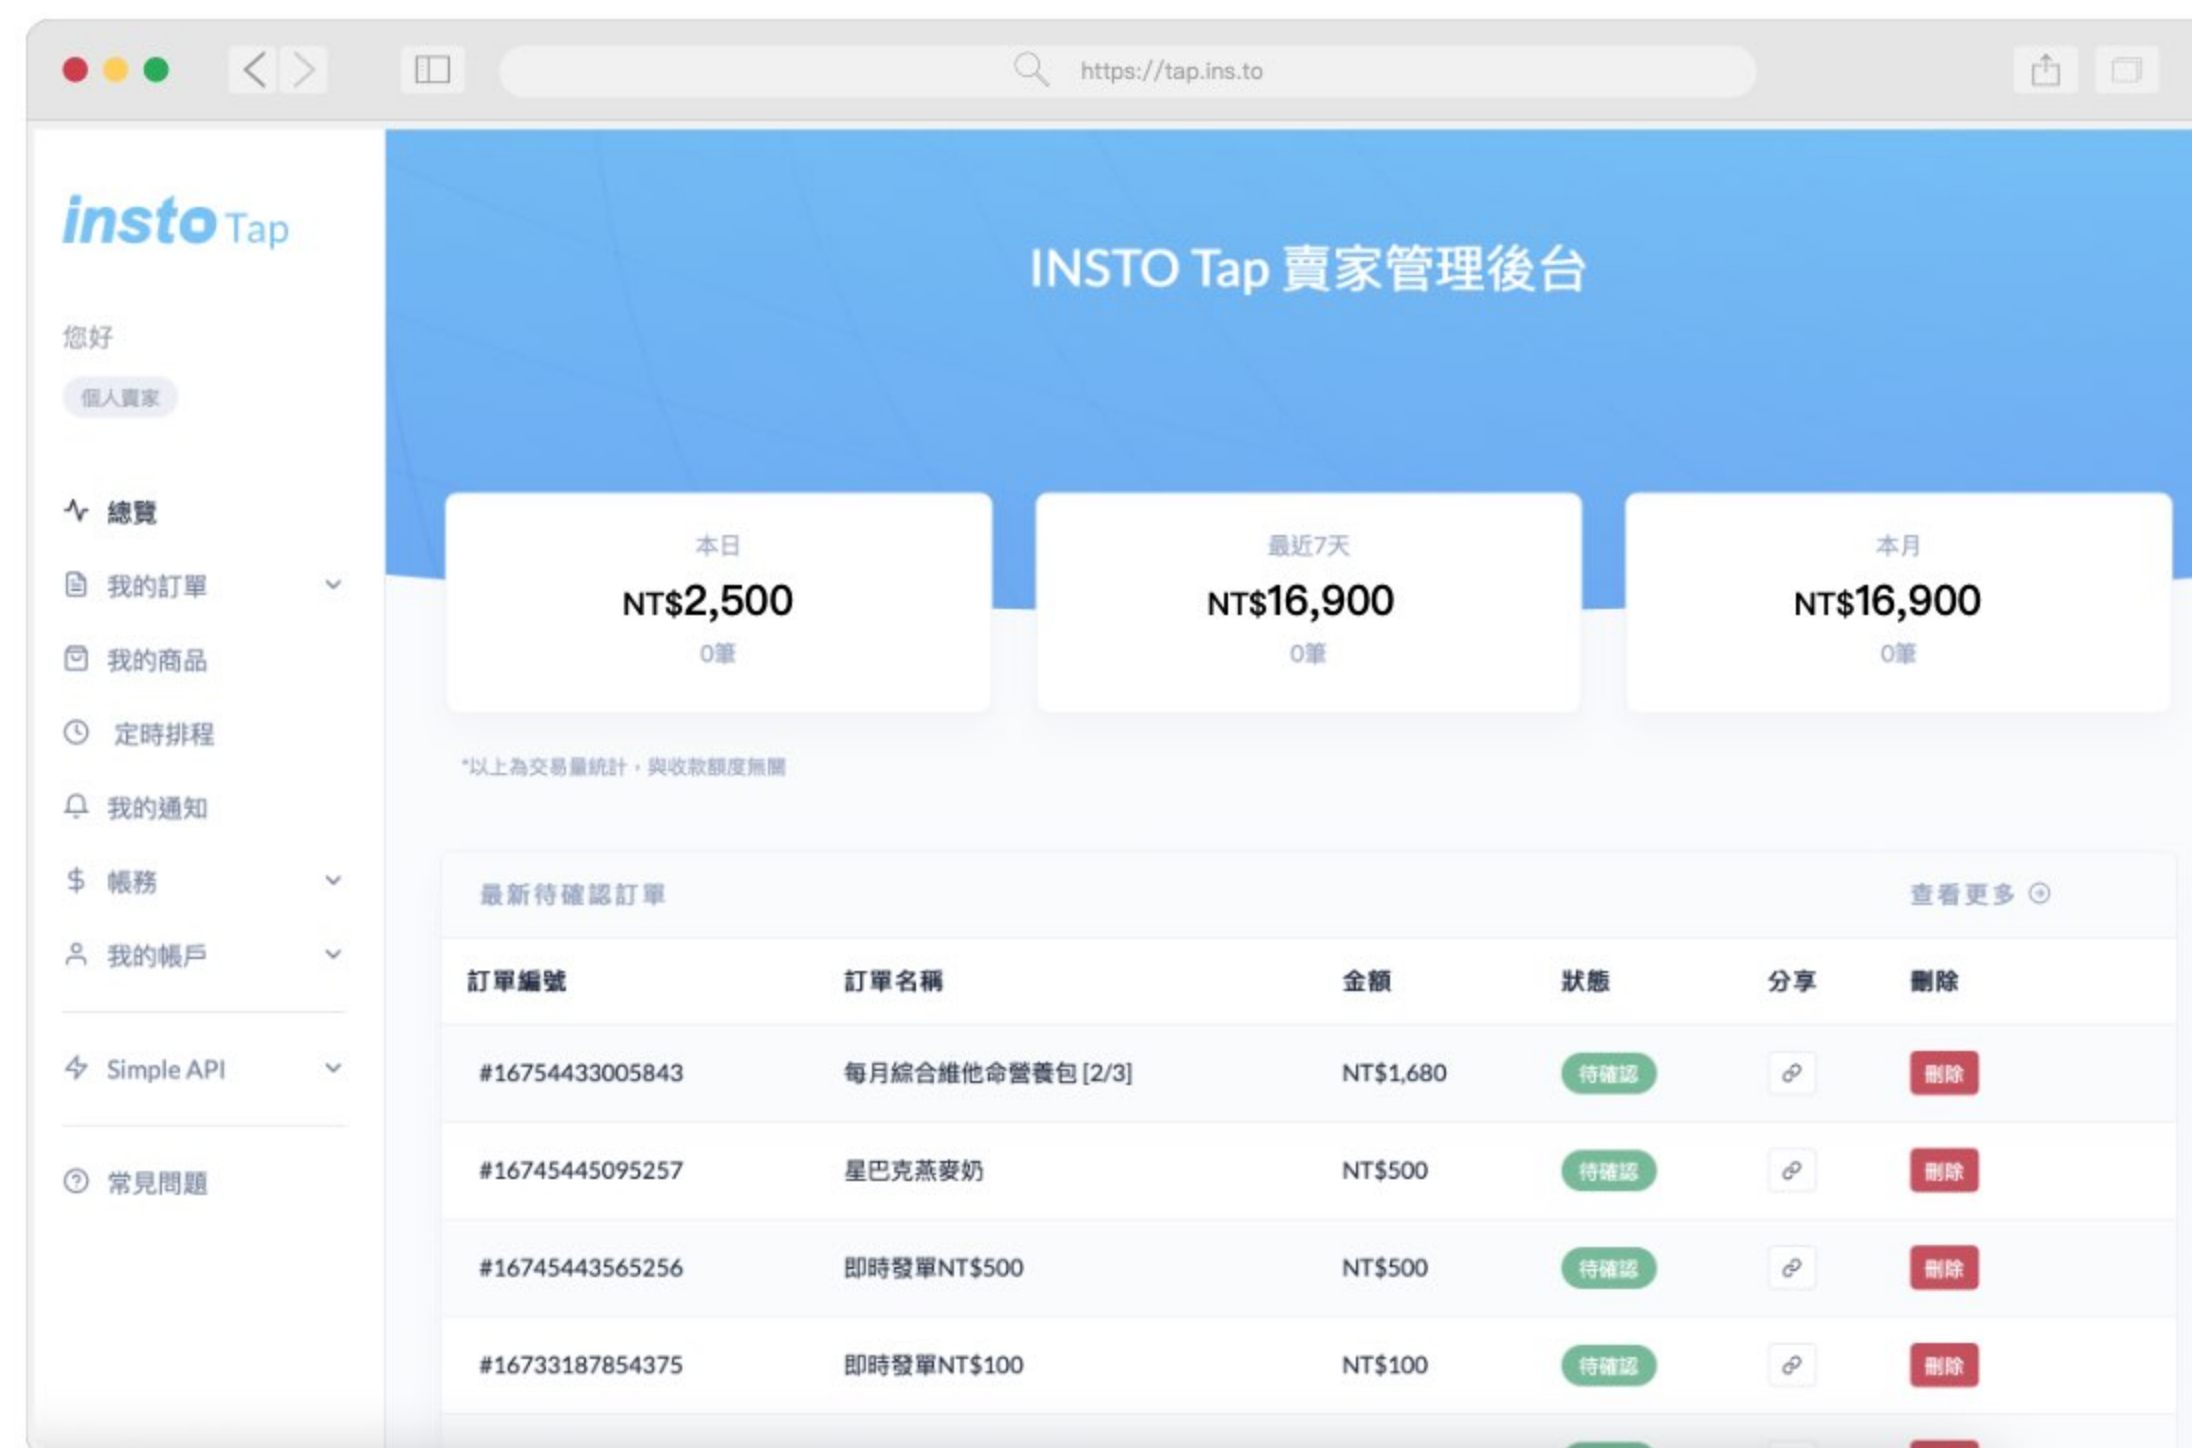 https://tap.ins.to
insto Tap
您好
個人賣家
總覽
我的訂單
我的商品
定時排程
我的通知
帳務
我的帳戶
Simple API
常見問題
INSTO Tap 賣家管理後台
本日
NT$2,500
0筆
最近7天
NT$16,900
0筆
本月
NT$16,900
0筆
*以上為交易量統計，與收款額度無關
最新待確認訂單 查看更多
訂單編號 訂單名稱 金額 狀態 分享 刪除
#16754433005843 每月綜合維他命營養包 [2/3] NT$1,680 待確認 刪除
#16745445095257 星巴克燕麥奶 NT$500 待確認 刪除
#16745443565256 即時發單NT$500 NT$500 待確認 刪除
#16733187854375 即時發單NT$100 NT$100 待確認 刪除